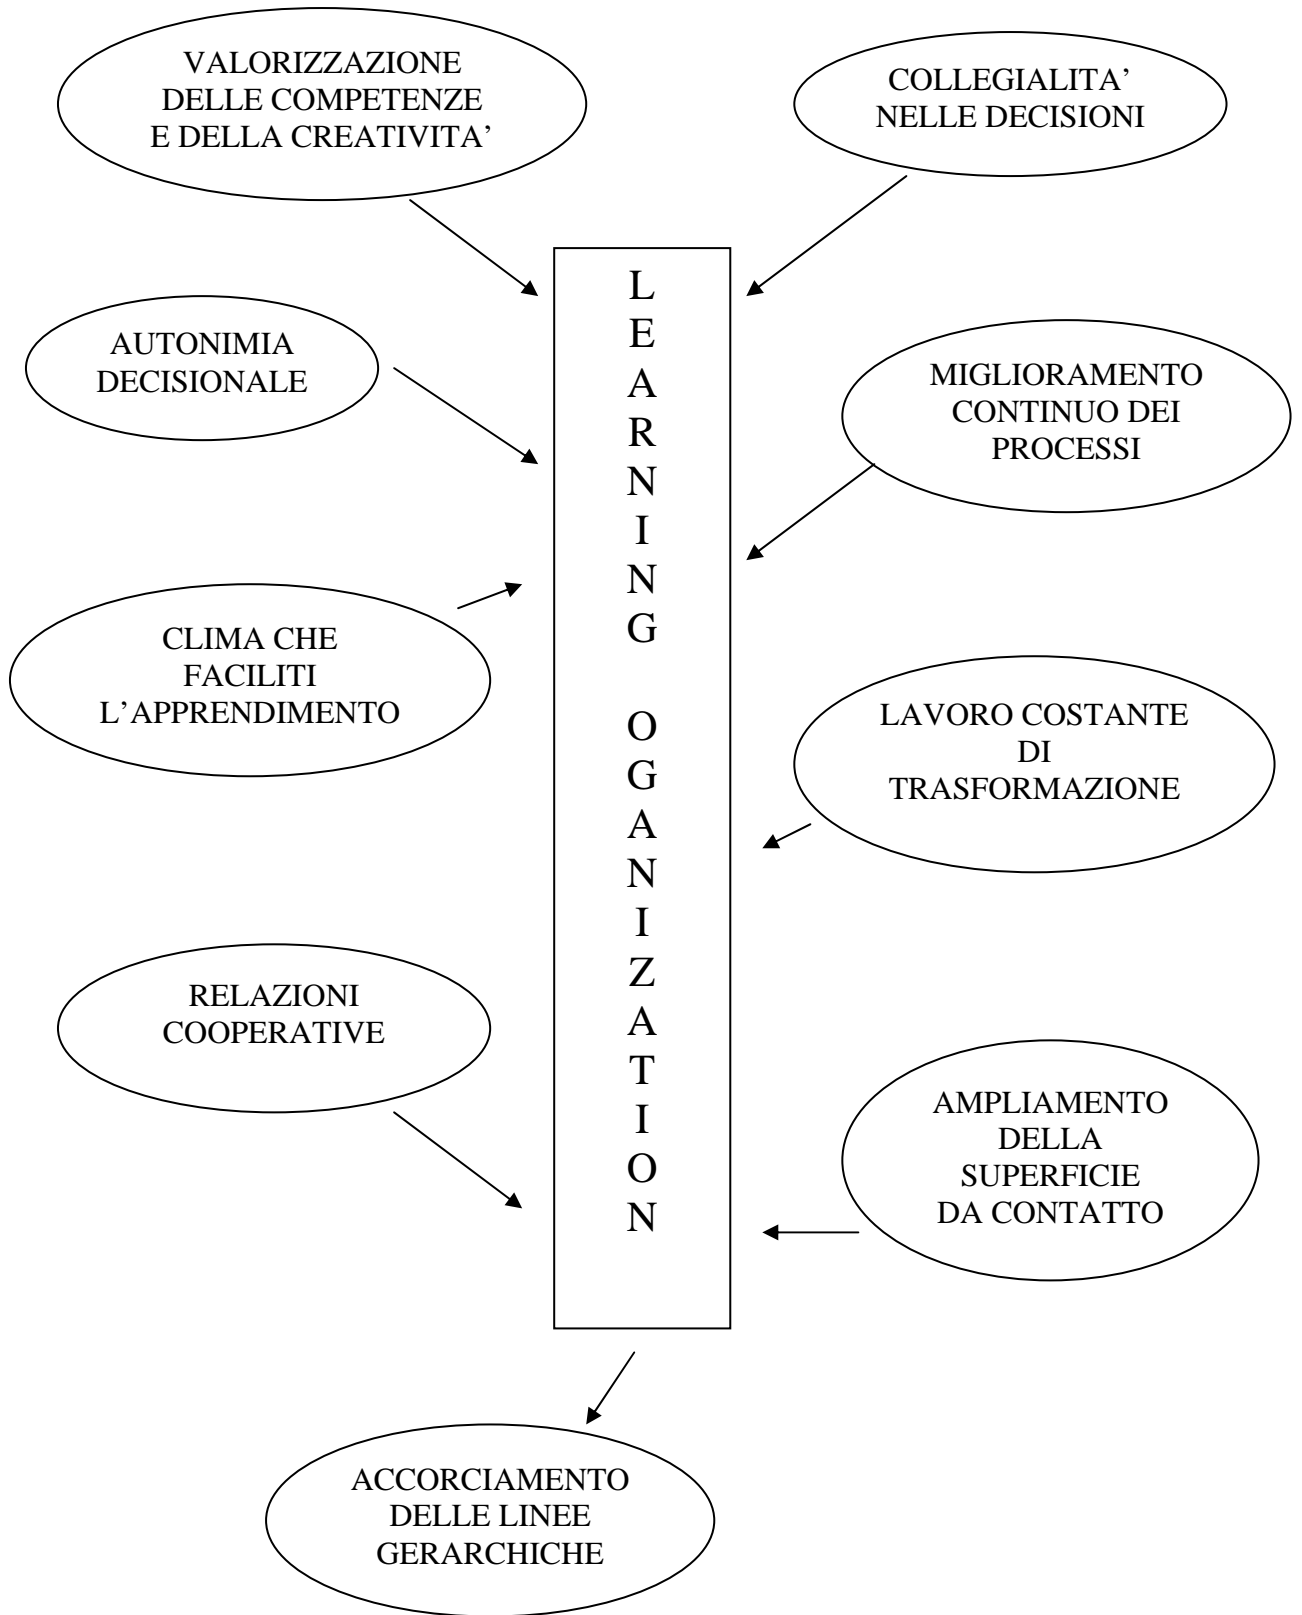 VALORIZZAZIONE
DELLE COMPETENZE
E DELLA CREATIVITA’
COLLEGIALITA’
NELLE DECISIONI
AUTONIMIA
DECISIONALE
MIGLIORAMENTO
CONTINUO DEI
PROCESSI
CLIMA CHE
FACILITI
L’APPRENDIMENTO
LAVORO COSTANTE
DI
TRASFORMAZIONE
RELAZIONI
COOPERATIVE
AMPLIAMENTO
DELLA
SUPERFICIE
DA CONTATTO
L
E
A
R
N
I
N
G
O
G
A
N
I
Z
A
T
I
O
N
ACCORCIAMENTO
DELLE LINEE
GERARCHICHE